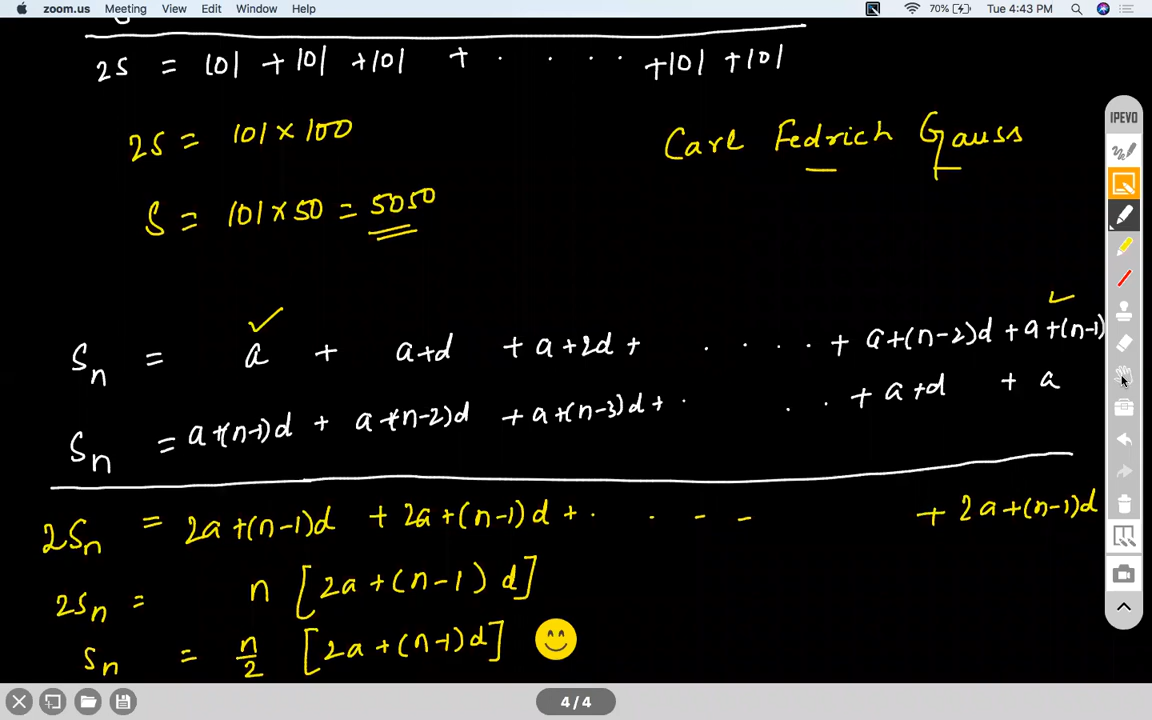 zoom.us Meeting View Edit Window Help 70% Tue 4:43 PM
2S = 101 + 101 + 101 + . . . . . + 101 + 101
2S = 101 × 100
Carl Fedrich Gauss
IPEVO
S = 101 × 50 = 5050
Sn = a + a+d + a+2d + . . . . . + a+(n-2)d + a+(n-1)
Sn = a+(n-1)d + a+(n-2)d + a+(n-3)d + . . . + a+d + a
2Sn = 2a+(n-1)d + 2a+(n-1)d + . . - - + 2a+(n-1)d
2Sn = n [2a+(n-1)d]
Sn = n/2 [2a+(n-1)d]
4/4